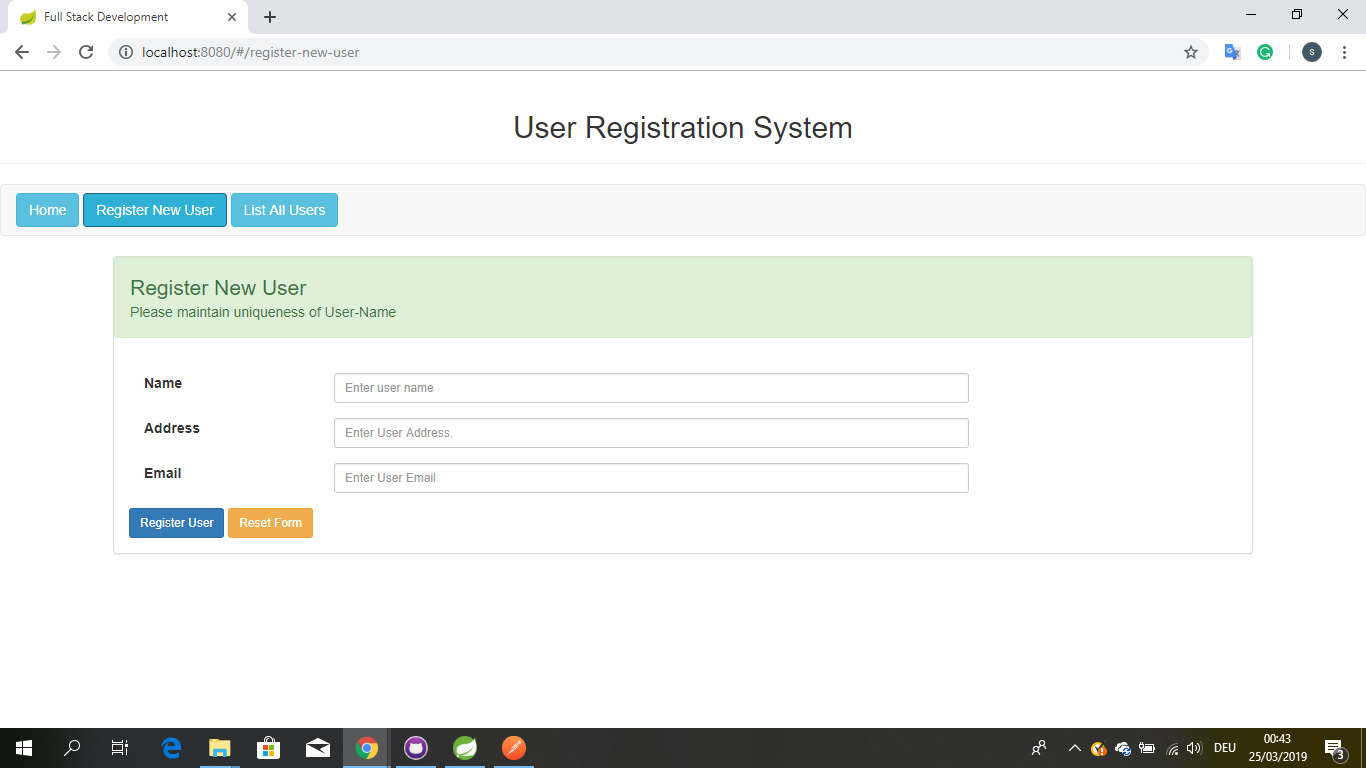 Full Stack Development
localhost:8080/#/register-new-user
S
User Registration System
Home Register New User List All Users
Register New User
Please maintain uniqueness of User-Name
Name Enter user name
Address Enter User Address.
Email Enter User Email
Register User Reset Form
DEU
00:43
25/03/2019
3